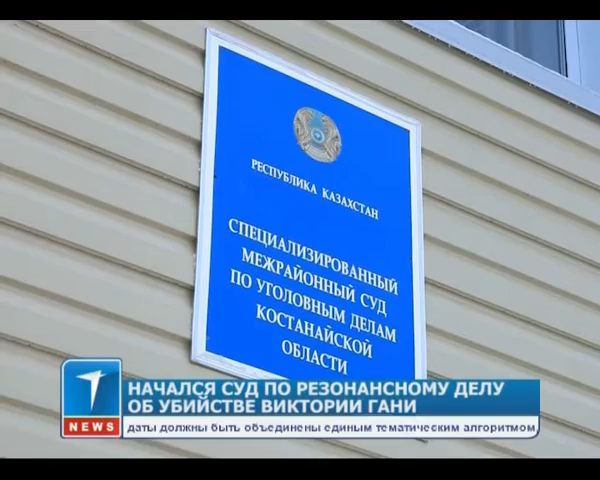 РЕСПУБЛИКА КАЗАХСТАН
СПЕЦИАЛИЗИРОВАННЫЙ
МЕЖРАЙОННЫЙ СУД
ПО УГОЛОВНЫМ ДЕЛАМ
КОСТАНАЙСКОЙ
ОБЛАСТИ
НАЧАЛСЯ СУД ПО РЕЗОНАНСНОМУ ДЕЛУ
ОБ УБИЙСТВЕ ВИКТОРИИ ГАНИ
NEWS
даты должны быть объединены единым тематическим алгоритмом